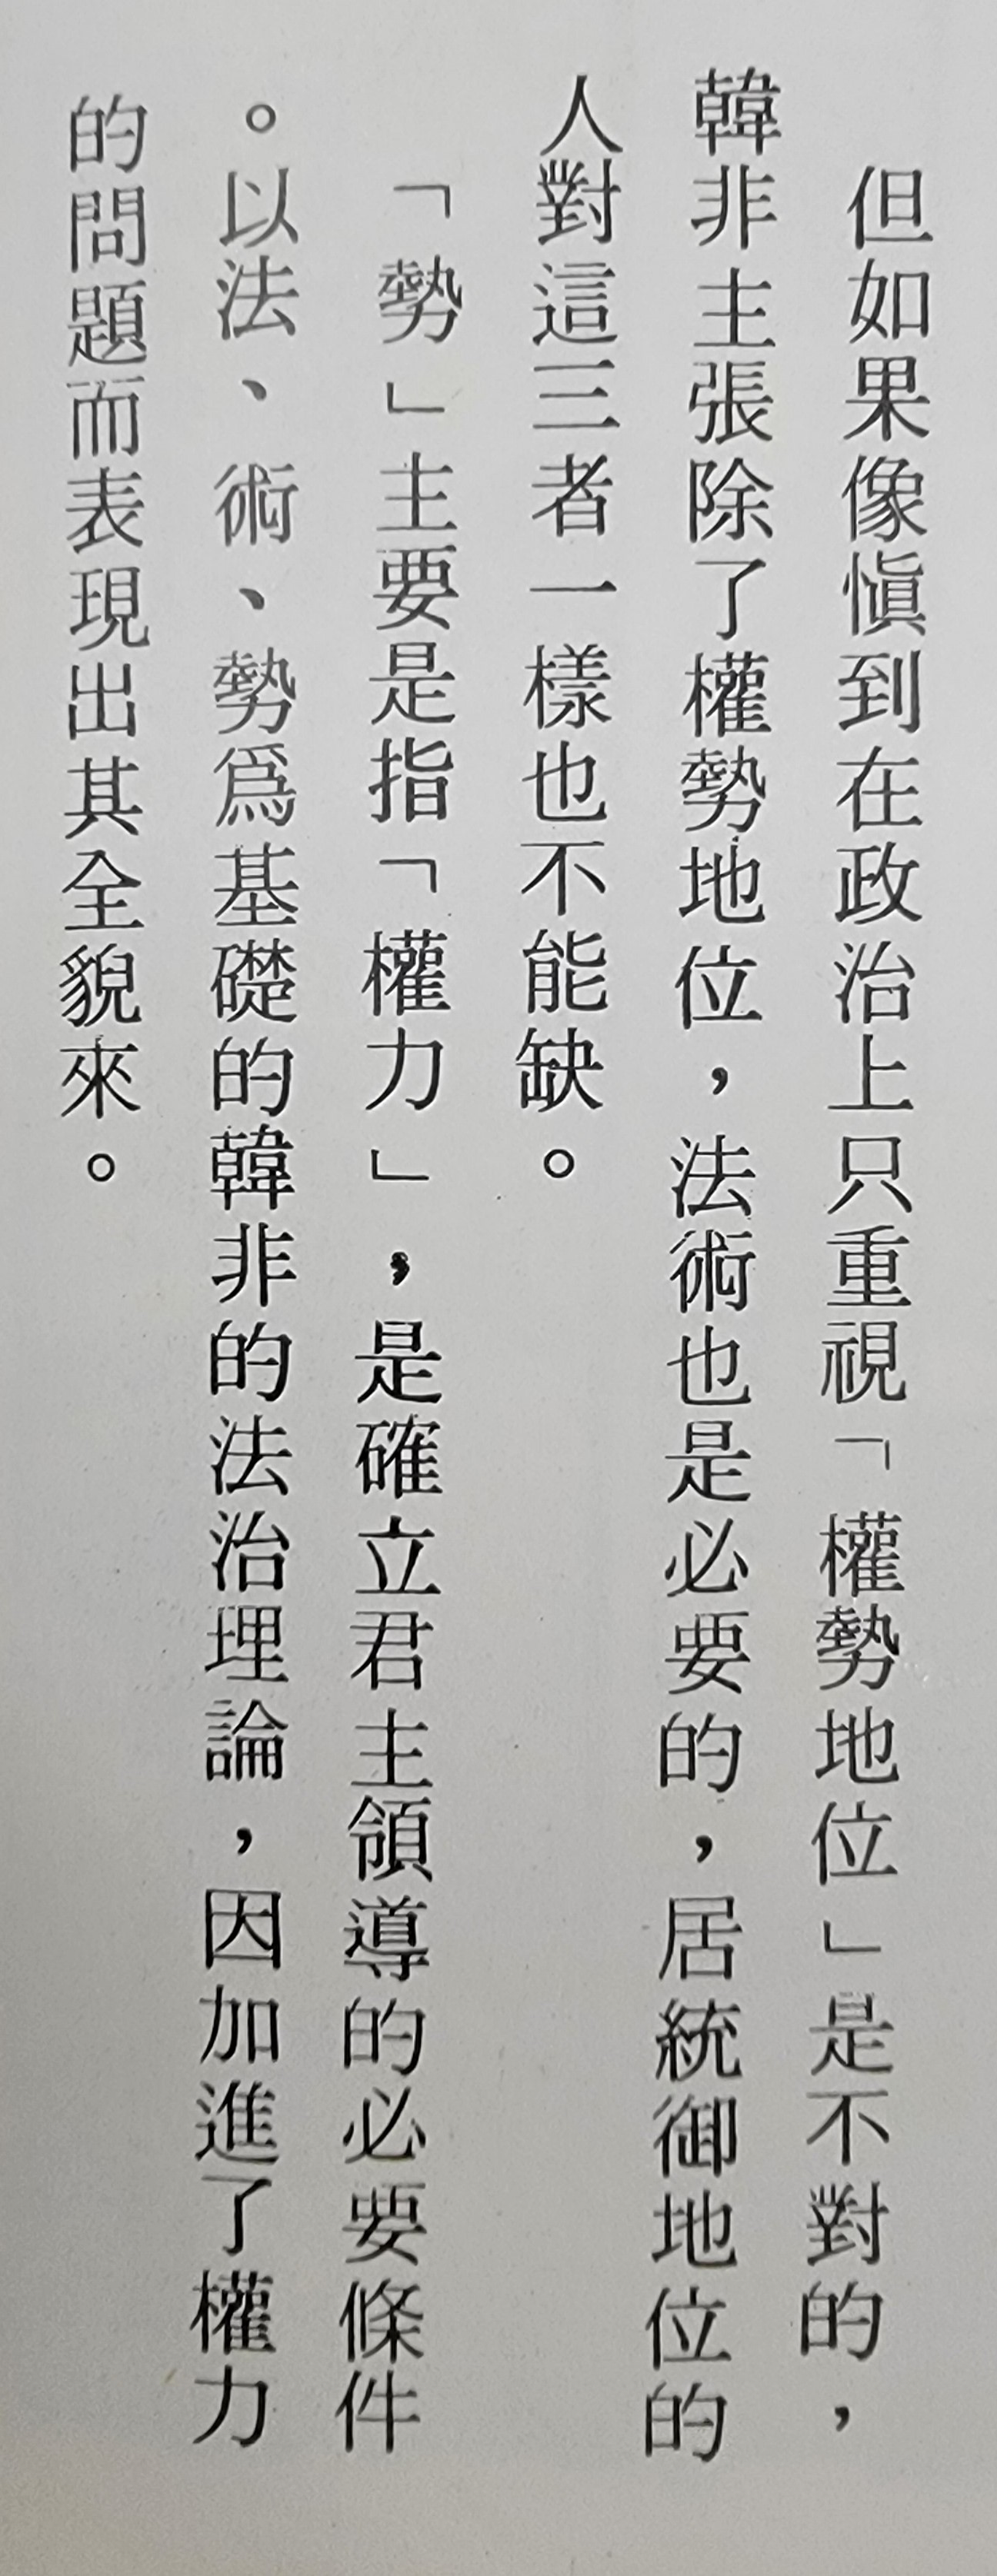 但如果像愼到在政治上只重視「權勢地位」是不對的，
韓非主張除了權勢地位，法術也是必要的，居統御地位的
人對這三者一樣也不能缺。
「勢」主要是指「權力」，是確立君主領導的必要條件
。以法、術、勢爲基礎的韓非的法治理論，因加進了權力
的問題而表現出其全貌來。